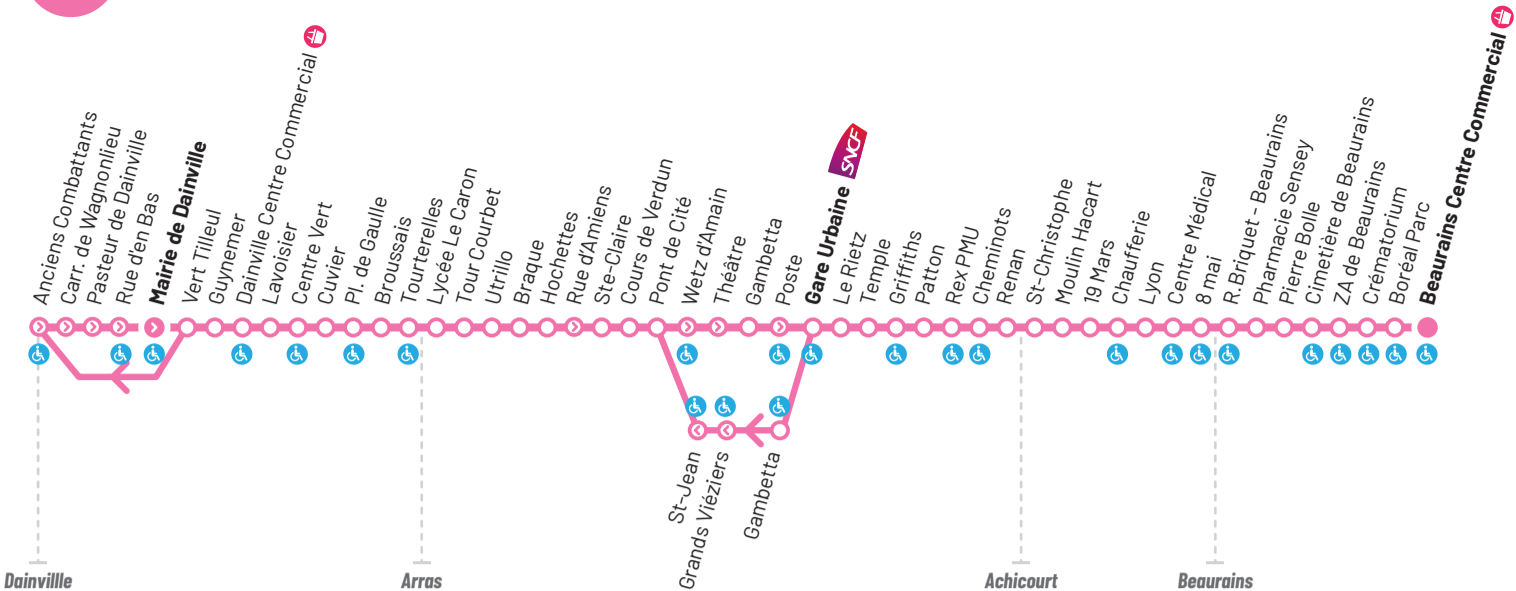 Anciens Combattants
Carr. de Wagnonlieu
Pasteur de Dainville
Rue d'en Bas
Mairie de Dainville
Vert Tilleul
Guynemer
Dainville Centre Commercial
Lavoisier
Centre Vert
Cuvier
Pl. de Gaulle
Broussais
Tourterelles
Lycée Le Caron
Tour Courbet
Utrillo
Braque
Hochettes
Rue d'Amiens
Ste-Claire
Cours de Verdun
Pont de Cité
Wetz d'Amain
Théâtre
Gambetta
Poste
Gare Urbaine
SNCF
Le Rietz
Temple
Griffiths
Patton
Rex PMU
Cheminots
Renan
St-Christophe
Moulin Hacart
19 Mars
Chaufferie
Lyon
Centre Médical
8 mai
R.Briquet - Beaurains
Pharmacie Sensey
Pierre Bolle
Cimetière de Beaurains
ZA de Beaurains
Crématorium
Boréal Parc
Beaurains Centre Commercial
St-Jean
Grands Viéziers
Gambetta
Dainvillle
Arras
Achicourt
Beaurains